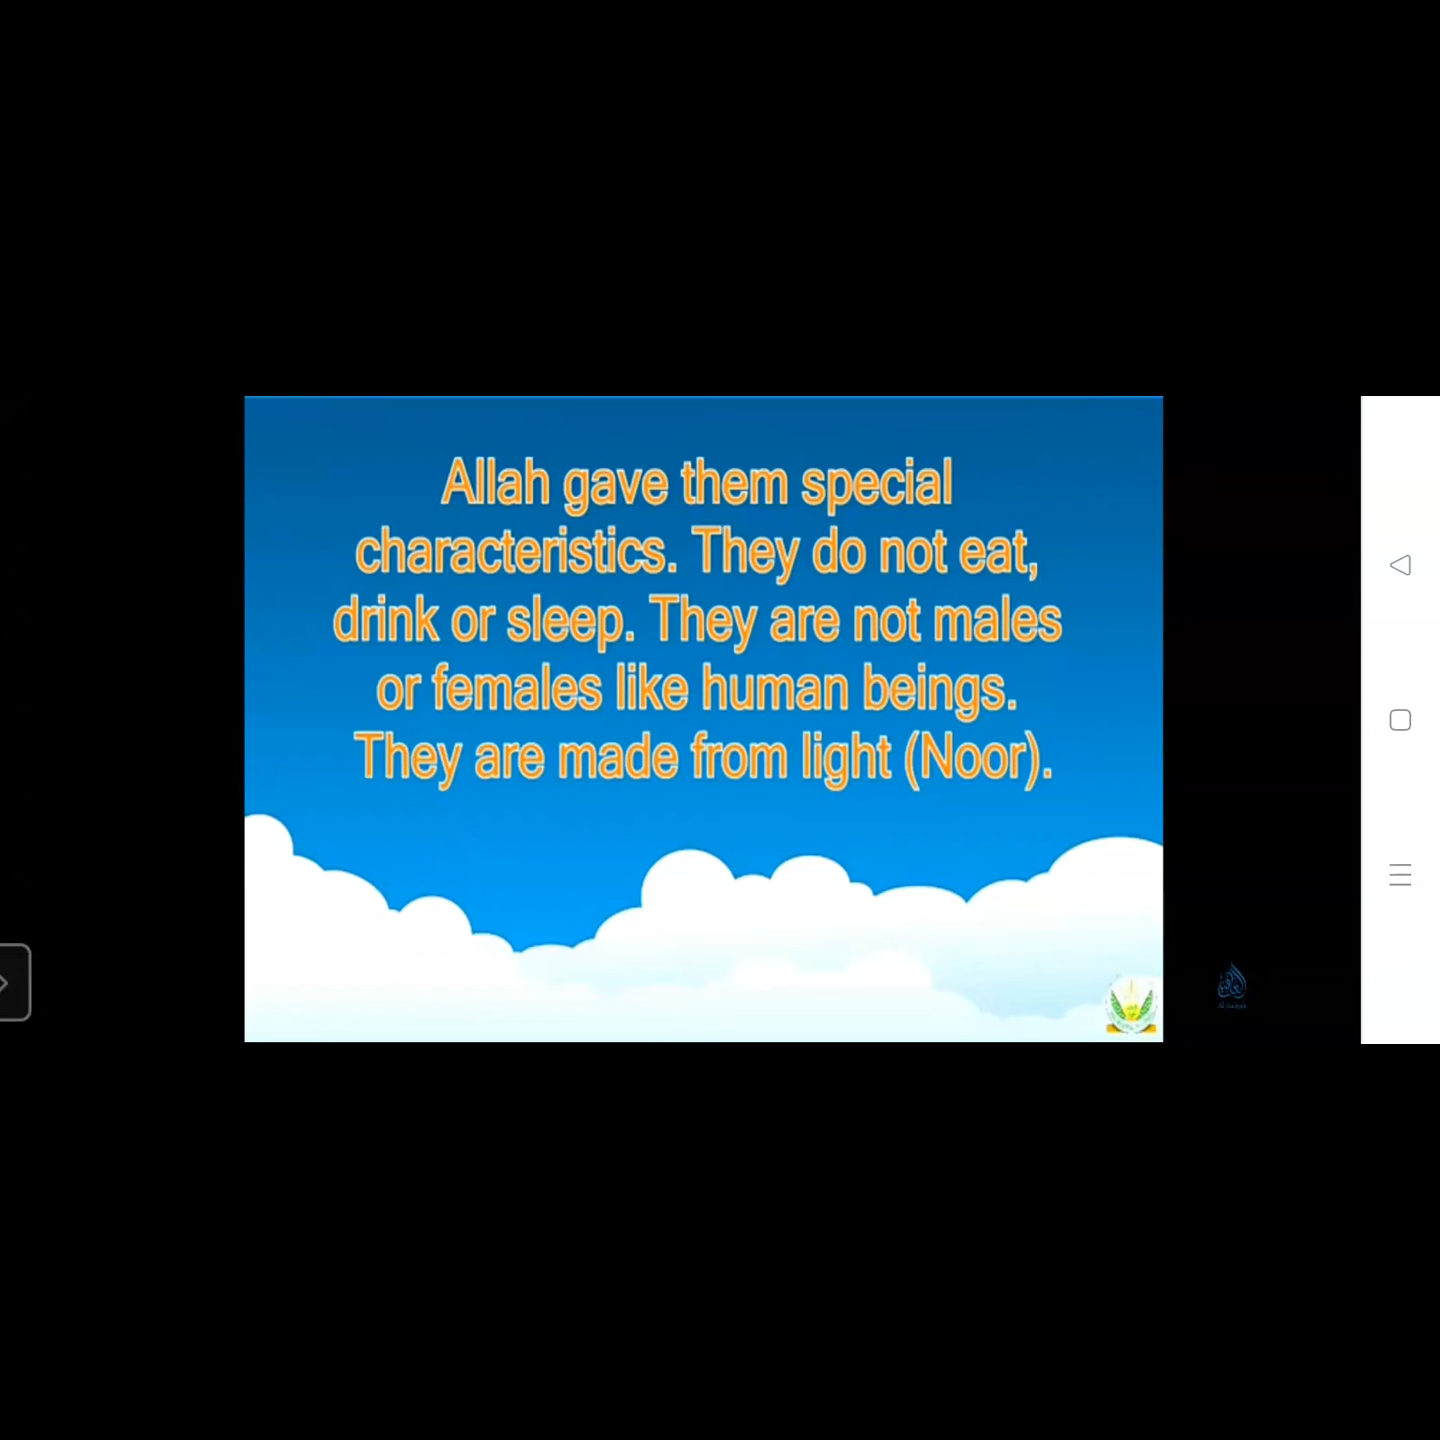 Allah gave them special
characteristics. They do not eat,
drink or sleep. They are not males
or females like human beings.
They are made from light (Noor).